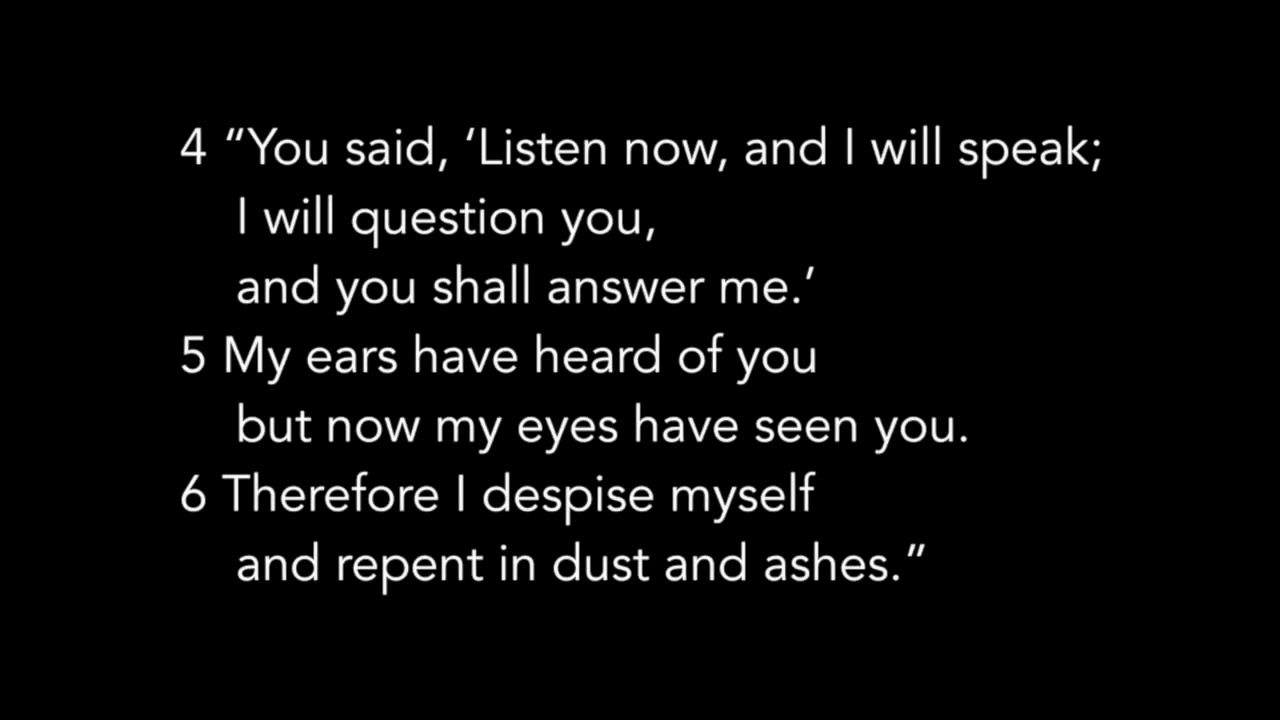 4 “You said, ‘Listen now, and I will speak;
I will question you,
and you shall answer me.’
5 My ears have heard of you
but now my eyes have seen you.
6 Therefore I despise myself
and repent in dust and ashes.”